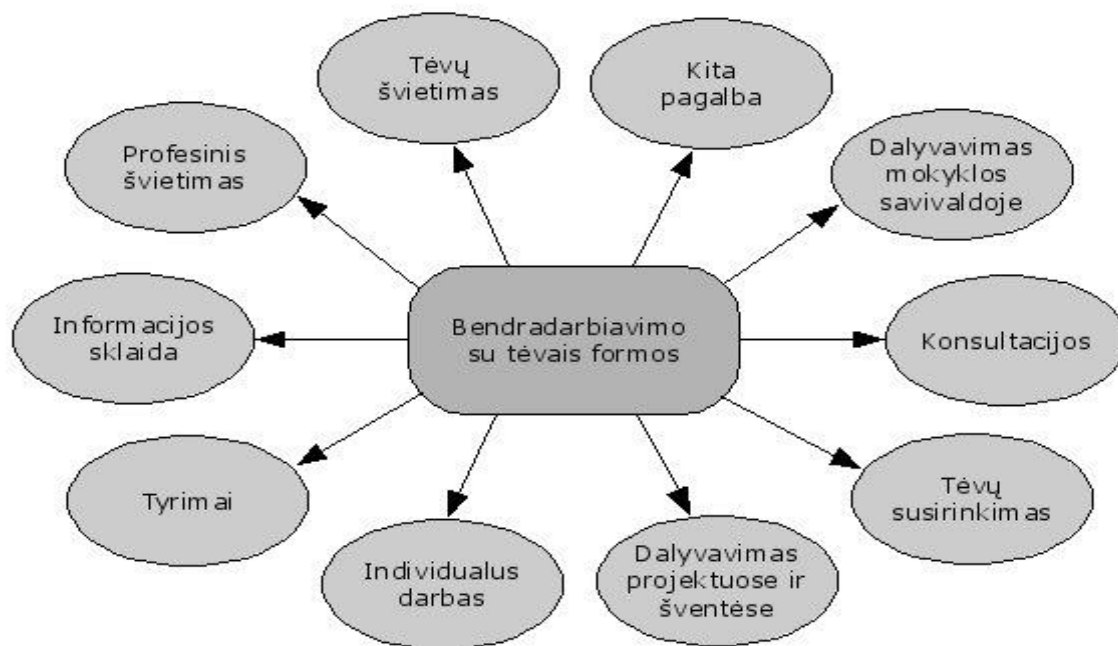 Tėvų
švietimas
Kita
pagalba
Profesinis
švietimas
Dalyvavimas
mokyklos
savivaldoje
Informacijos
sklaida
Bendradarbiavimo
su tėvais formos
Konsultacijos
Tyrimai
Tėvų
susirinkimas
Individualus
darbas
Dalyvavimas
projektuose ir
šventėse